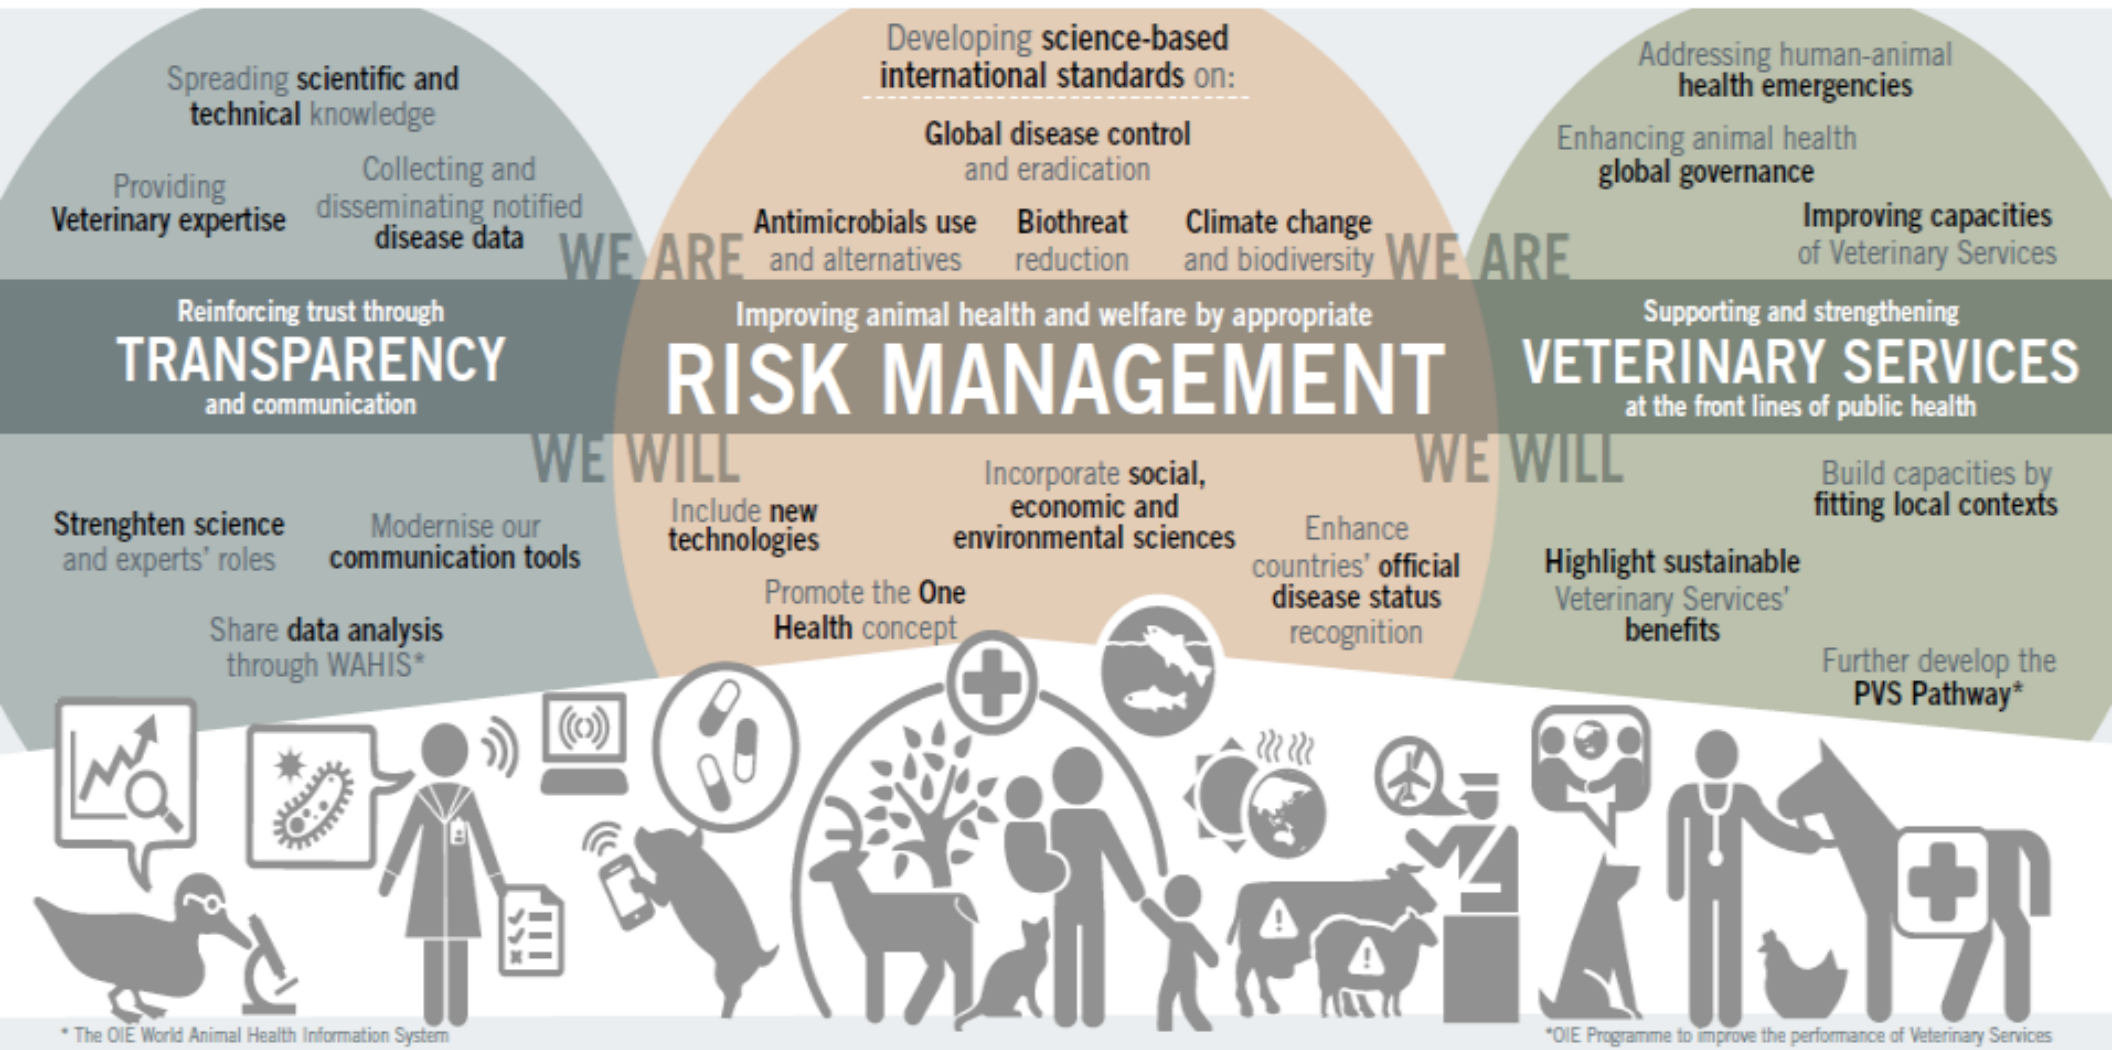 Spreading scientific and
technical knowledge
Providing
Veterinary expertise
Collecting and
disseminating notified
disease data
WE ARE
Reinforcing trust through
TRANSPARENCY
and communication
WE WILL
Strenghten science
and experts' roles
Modernise our
communication tools
Share data analysis
through WAHIS*
Developing science-based
international standards on:
Global disease control
and eradication
Antimicrobials use
and alternatives
Biothreat
reduction
Climate change
and biodiversity
WE ARE
Improving animal health and welfare by appropriate
RISK MANAGEMENT
WE WILL
Include new
technologies
Incorporate social,
economic and
environmental sciences
Promote the One
Health concept
Enhance
countries' official
disease status
recognition
Addressing human-animal
health emergencies
Enhancing animal health
global governance
Improving capacities
of Veterinary Services
Supporting and strengthening
VETERINARY SERVICES
at the front lines of public health
Build capacities by
fitting local contexts
Highlight sustainable
Veterinary Services'
benefits
Further develop the
PVS Pathway*
* The OIE World Animal Health Information System
*OIE Programme to improve the performance of Veterinary Services